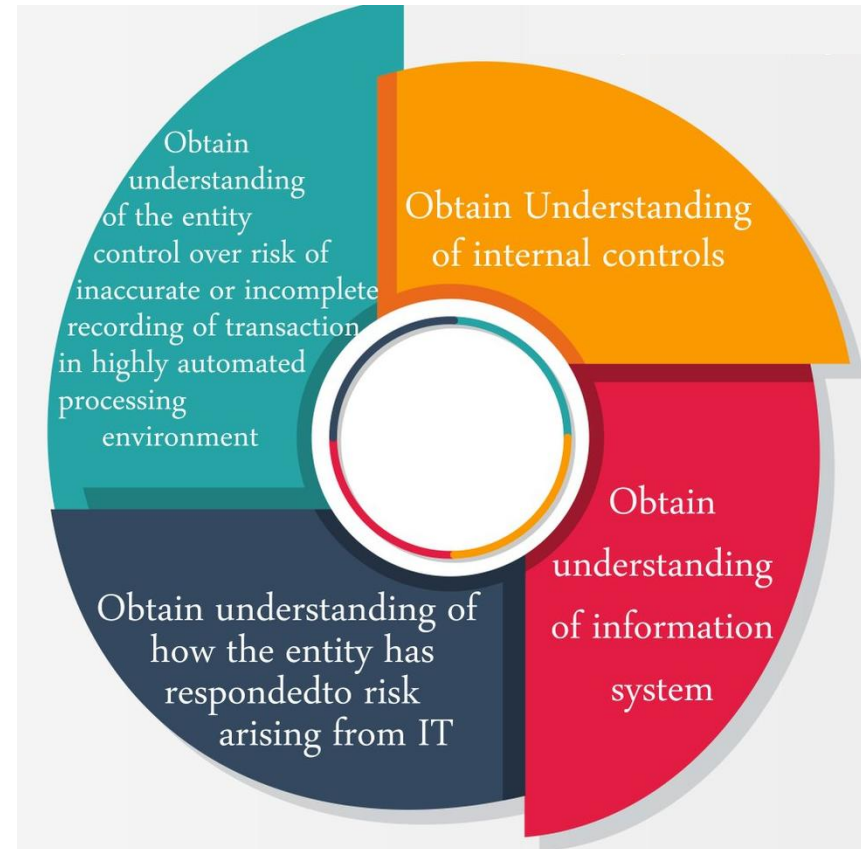 Obtain
understanding
of the entity
control over risk of
inaccurate or incomplete
recording of transaction
in highly automated
processing
environment
Obtain Understanding
of internal controls
Obtain
understanding
of information
system
Obtain understanding of
how the entity has
respondedto risk
arising from IT